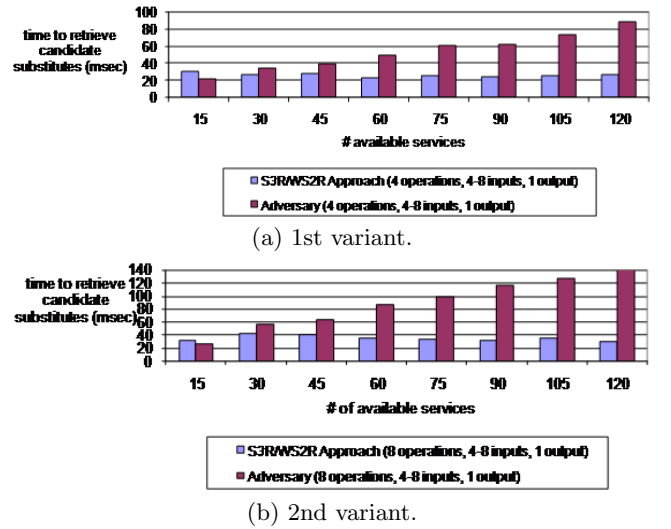 100
80
60
40
20
0
time to retrieve
candidate
substitutes (msec)
15 30 45 60 75 90 105 120
# available services
S3R/WS2R Approach (4 operations, 4-8 inputs, 1 output)
Adversary (4 operations, 4-8 inputs, 1 output)
(a) 1st variant.
140
120
100
80
60
40
20
0
time to retrieve
candidate
substitutes (msec)
15 30 45 60 75 90 105 120
# of available services
S3R/WS2R Approach (8 operations, 4-8 inputs, 1 output)
Adversary (8 operations, 4-8 inputs, 1 output)
(b) 2nd variant.